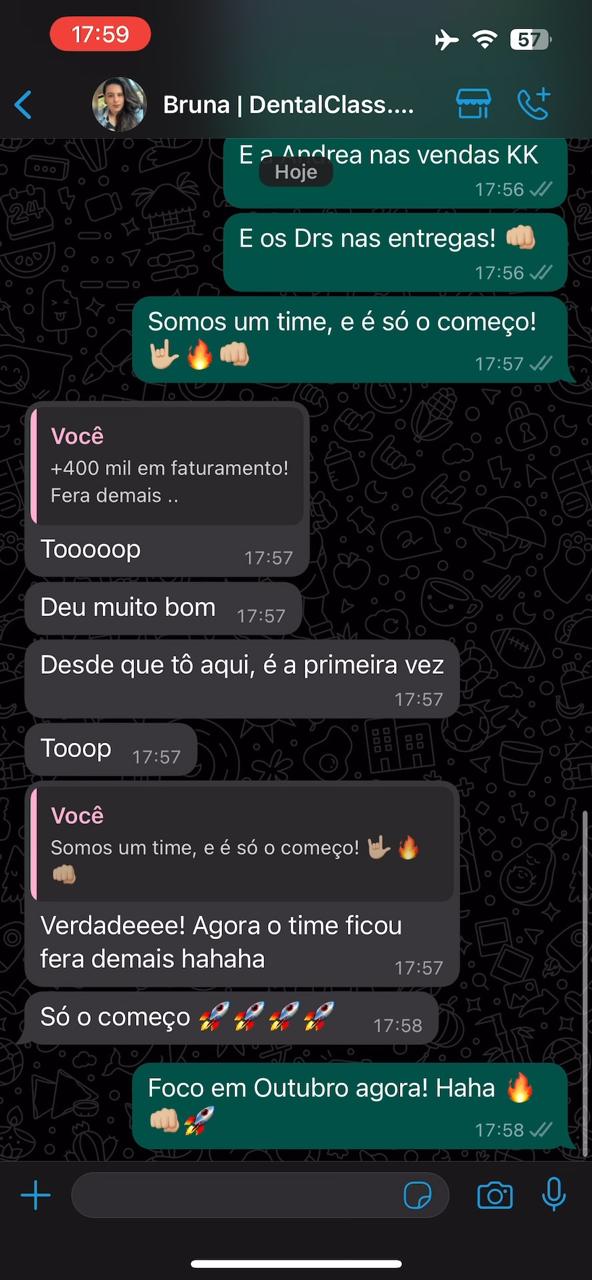 17:59
57
Bruna | DentalClass....
E a Andrea nas vendas KK
Hoje
17:56
E os Drs nas entregas! 👊🏼
17:56
Somos um time, e é só o começo!
🤟🏼🔥👊🏼 17:57
Você
+400 mil em faturamento!
Fera demais ..
Tooooop 17:57
Deu muito bom 17:57
Desde que tô aqui, é a primeira vez
17:57
Tooop 17:57
Você
Somos um time, e é só o começo! 🤟🏼🔥
👊🏼
Verdadeeee! Agora o time ficou
fera demais hahaha 17:57
Só o começo 🚀🚀🚀🚀 17:58
Foco em Outubro agora! Haha 🔥
👊🏼🚀 17:58